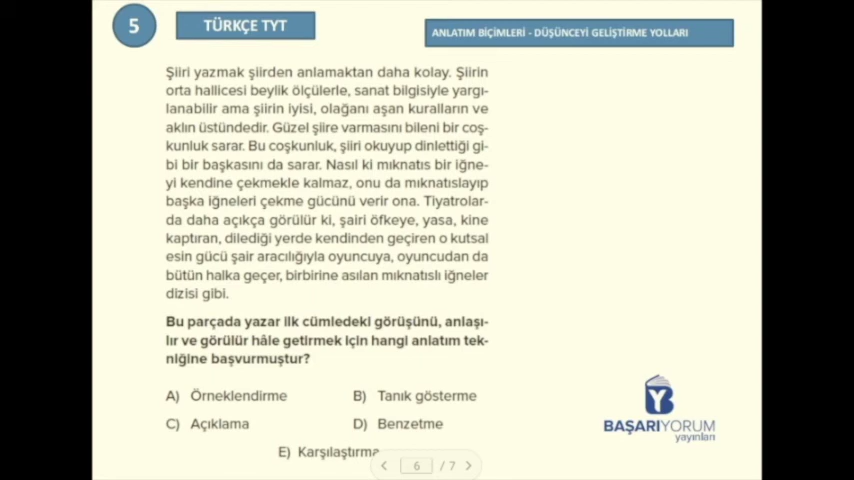 5
TÜRKÇE TYT
ANLATIM BİÇİMLERİ - DÜŞÜNCEYİ GELİŞTİRME YOLLARI
Şiiri yazmak şiirden anlamaktan daha kolay. Şiirin
orta hallicesi beylik ölçülerle, sanat bilgisiyle yargı-
lanabilir ama şiirin iyisi, olağanı aşan kuralların ve
aklın üstündedir. Güzel şiire varmasını bileni bir coş-
kunluk sarar. Bu coşkunluk, şiiri okuyup dinlettiği gi-
bi bir başkasını da sarar. Nasıl ki mıknatıs bir iğne-
yi kendine çekmekle kalmaz, onu da mıknatıslayıp
başka iğneleri çekme gücünü verir ona. Tiyatrolar-
da daha açıkça görülür ki, şairi öfkeye, yasa, kine
kaptıran, dilediği yerde kendinden geçiren o kutsal
esin gücü şair aracılığıyla oyuncuya, oyuncudan da
bütün halka geçer, birbirine asılan mıknatıslı iğneler
dizisi gibi.
Bu parçada yazar ilk cümledeki görüşünü, anlaşı-
lır ve görülür hâle getirmek için hangi anlatım tek-
niğine başvurmuştur?
A) Örneklendirme
B) Tanık gösterme
C) Açıklama
D) Benzetme
E) Karşılaştırma
6 / 7
BAŞARIYORUM
yayınları